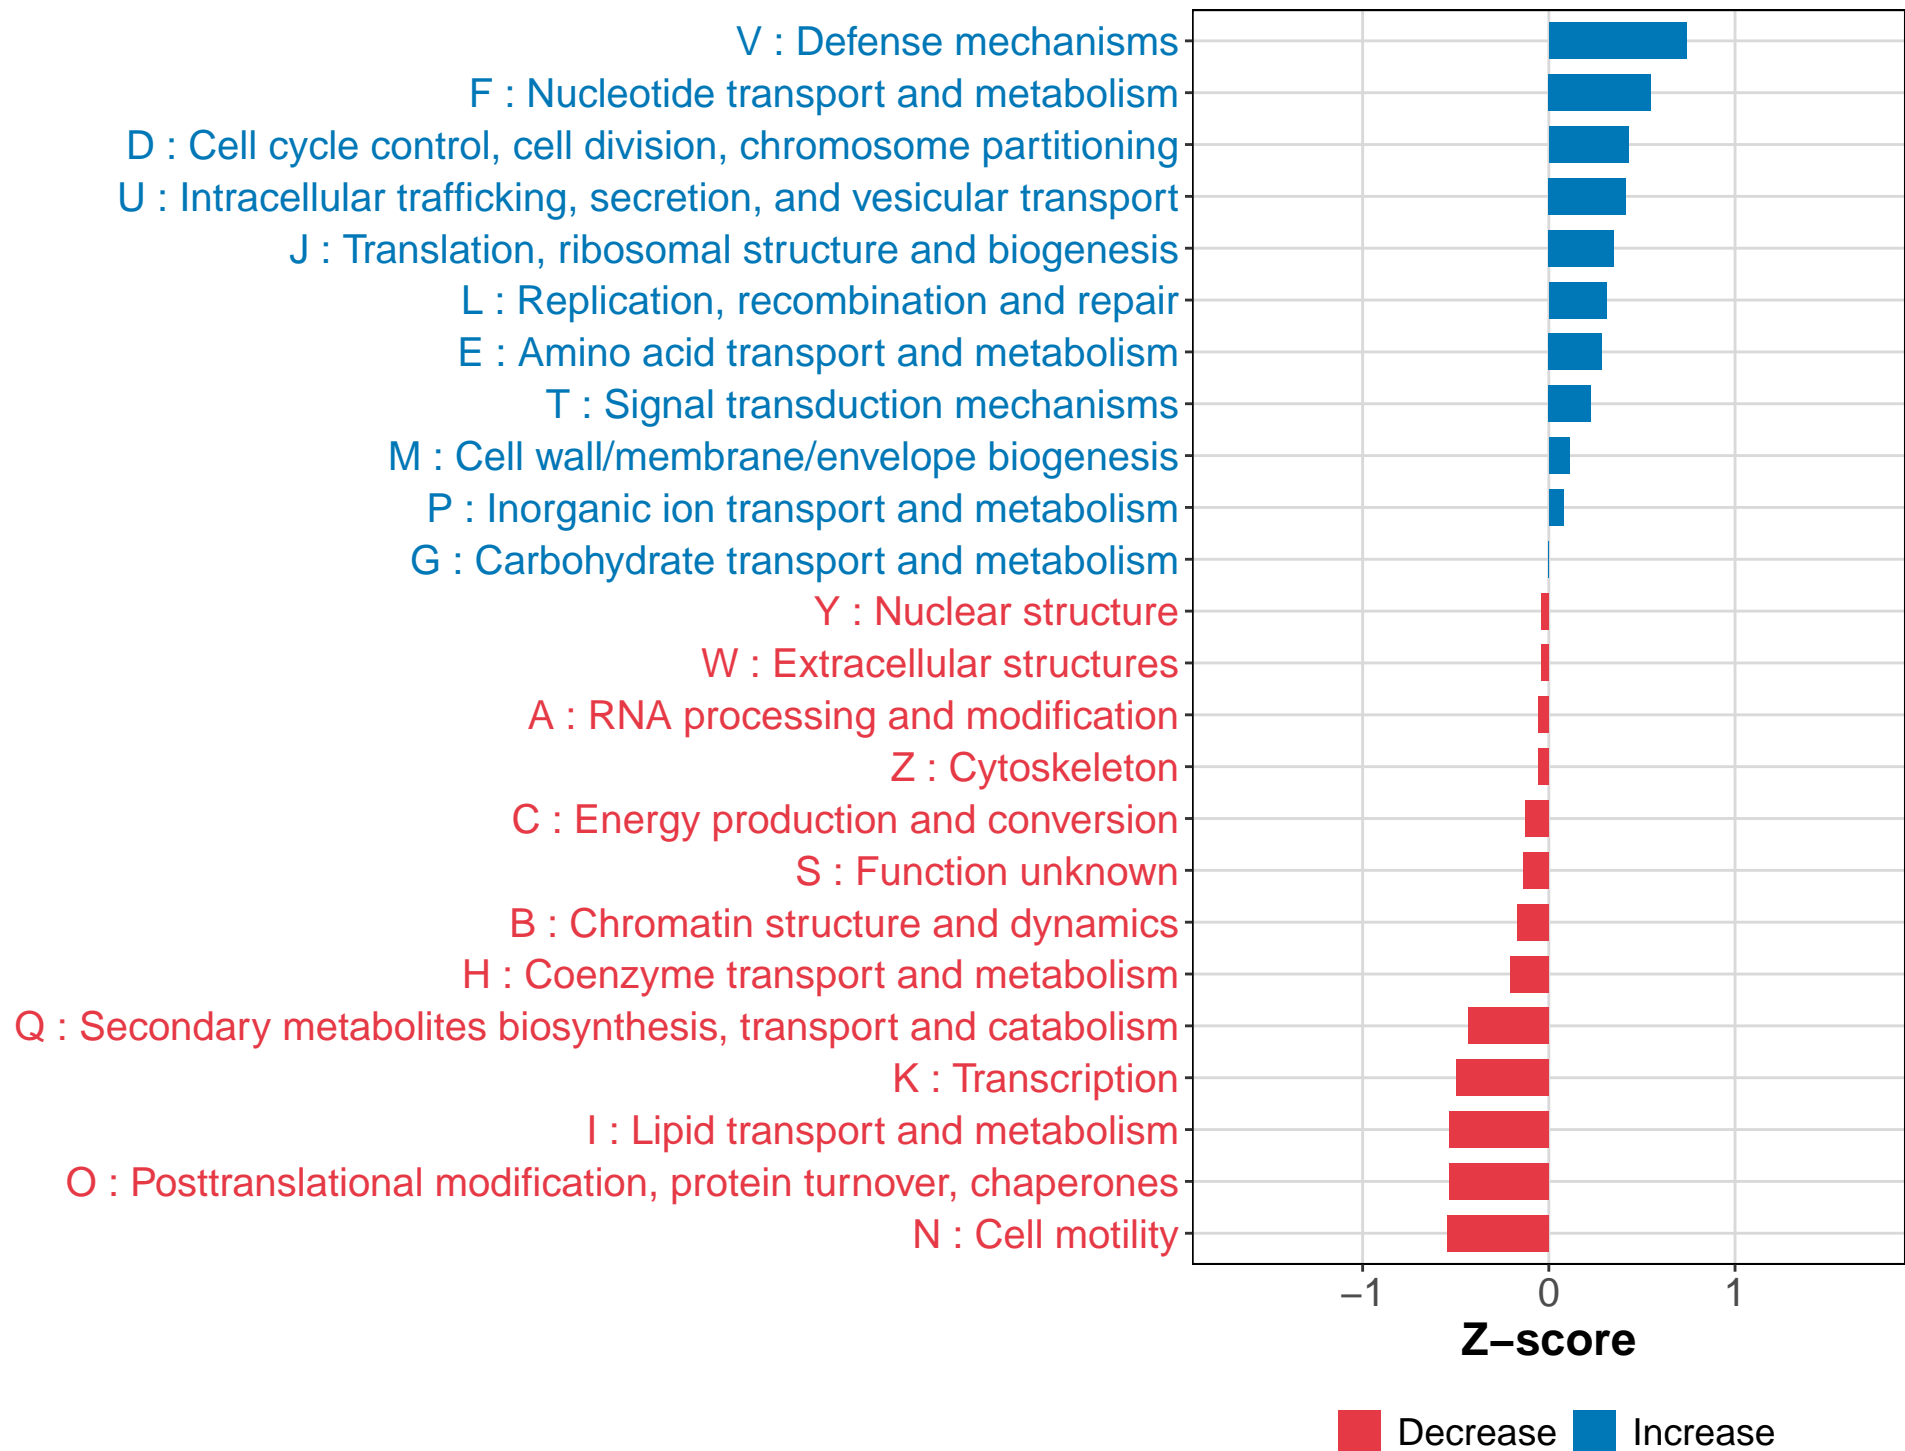 V : Defense mechanisms
F : Nucleotide transport and metabolism
D : Cell cycle control, cell division, chromosome partitioning
U : Intracellular trafficking, secretion, and vesicular transport
J : Translation, ribosomal structure and biogenesis
L : Replication, recombination and repair
E : Amino acid transport and metabolism
T : Signal transduction mechanisms
M : Cell wall/membrane/envelope biogenesis
P : Inorganic ion transport and metabolism
G : Carbohydrate transport and metabolism
Y : Nuclear structure
W : Extracellular structures
A : RNA processing and modification
Z : Cytoskeleton
C : Energy production and conversion
S : Function unknown
B : Chromatin structure and dynamics
H : Coenzyme transport and metabolism
Q : Secondary metabolites biosynthesis, transport and catabolism
K : Transcription
I : Lipid transport and metabolism
O : Posttranslational modification, protein turnover, chaperones
N : Cell motility
−1 0 1
Z−score
Decrease Increase